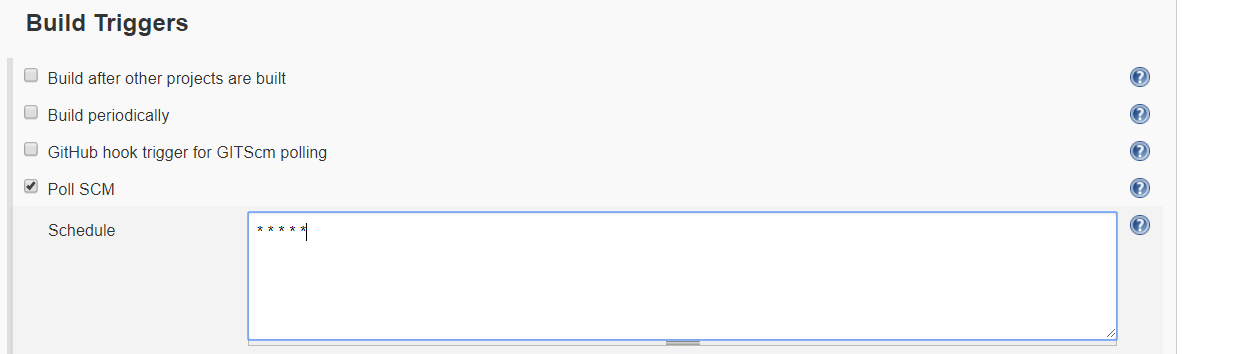 Build Triggers
Build after other projects are built
Build periodically
GitHub hook trigger for GITScm polling
Poll SCM
Schedule
* * * * *